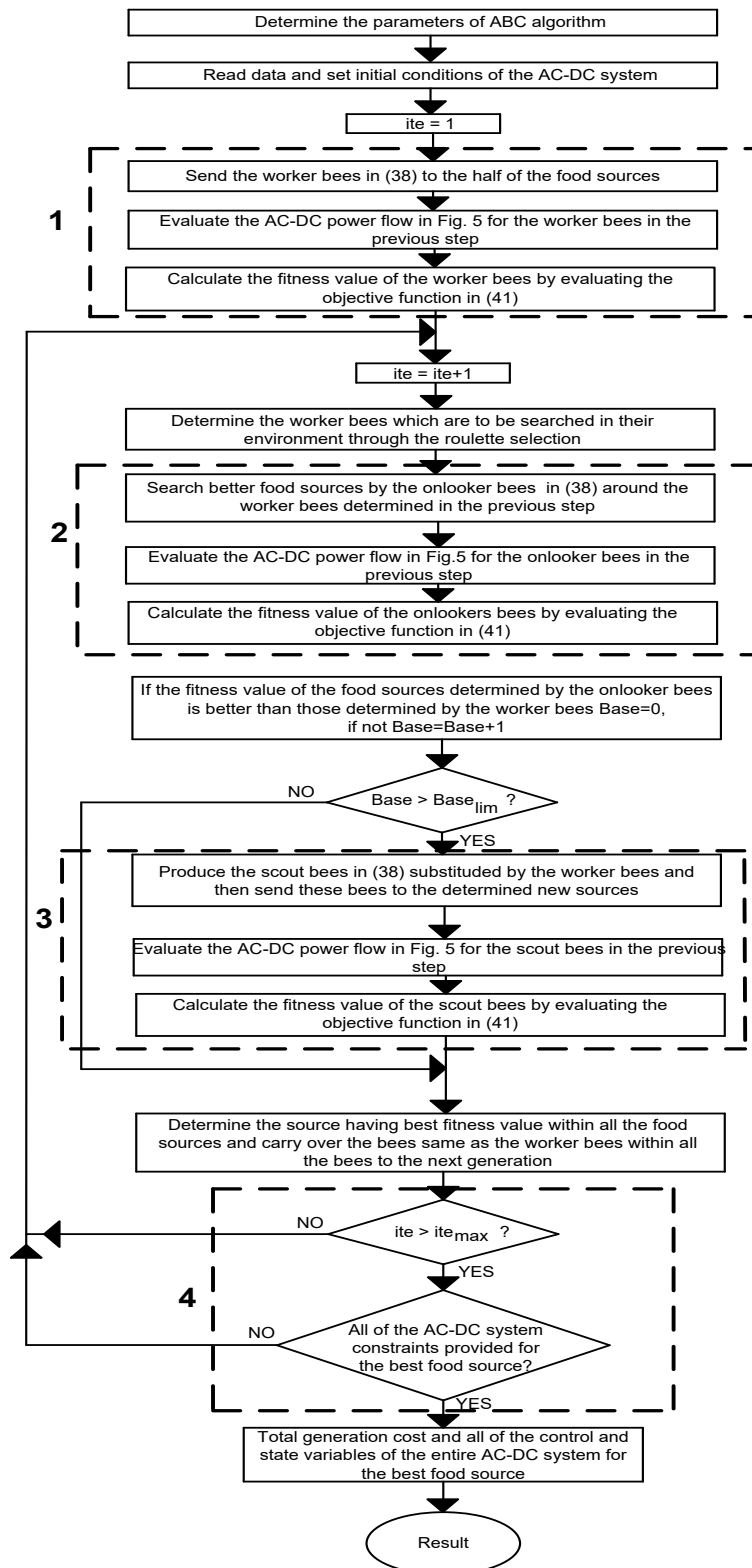 Determine the parameters of ABC algorithm
Read data and set initial conditions of the AC-DC system
ite = 1
1
Send the worker bees in (38) to the half of the food sources
Evaluate the AC-DC power flow in Fig. 5 for the worker bees in the
previous step
Calculate the fitness value of the worker bees by evaluating the
objective function in (41)
ite = ite+1
Determine the worker bees which are to be searched in their
environment through the roulette selection
2
Search better food sources by the onlooker bees in (38) around the
worker bees determined in the previous step
Evaluate the AC-DC power flow in Fig.5 for the onlooker bees in the
previous step
Calculate the fitness value of the onlookers bees by evaluating the
objective function in (41)
If the fitness value of the food sources determined by the onlooker bees
is better than those determined by the worker bees Base=0,
if not Base=Base+1
NO
Base > Baselim ?
YES
3
Produce the scout bees in (38) substituded by the worker bees and
then send these bees to the determined new sources
Evaluate the AC-DC power flow in Fig. 5 for the scout bees in the previous
step
Calculate the fitness value of the scout bees by evaluating the
objective function in (41)
Determine the source having best fitness value within all the food
sources and carry over the bees same as the worker bees within all
the bees to the next generation
NO
ite > itemax ?
YES
4
NO
All of the AC-DC system
constraints provided for
the best food source?
YES
Total generation cost and all of the control and
state variables of the entire AC-DC system for
the best food source
Result